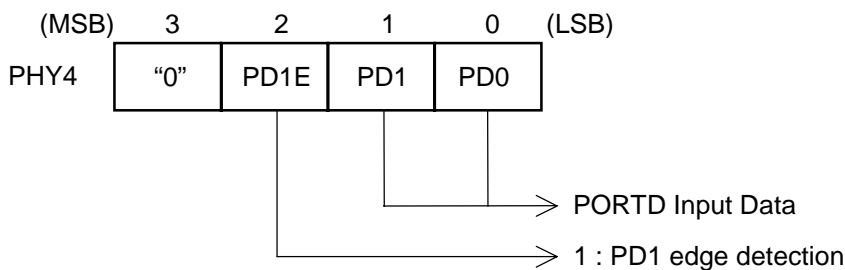 (MSB) 3 2 1 0 (LSB)
PHY4 “0” PD1E PD1 PD0
PORTD Input Data
1 : PD1 edge detection